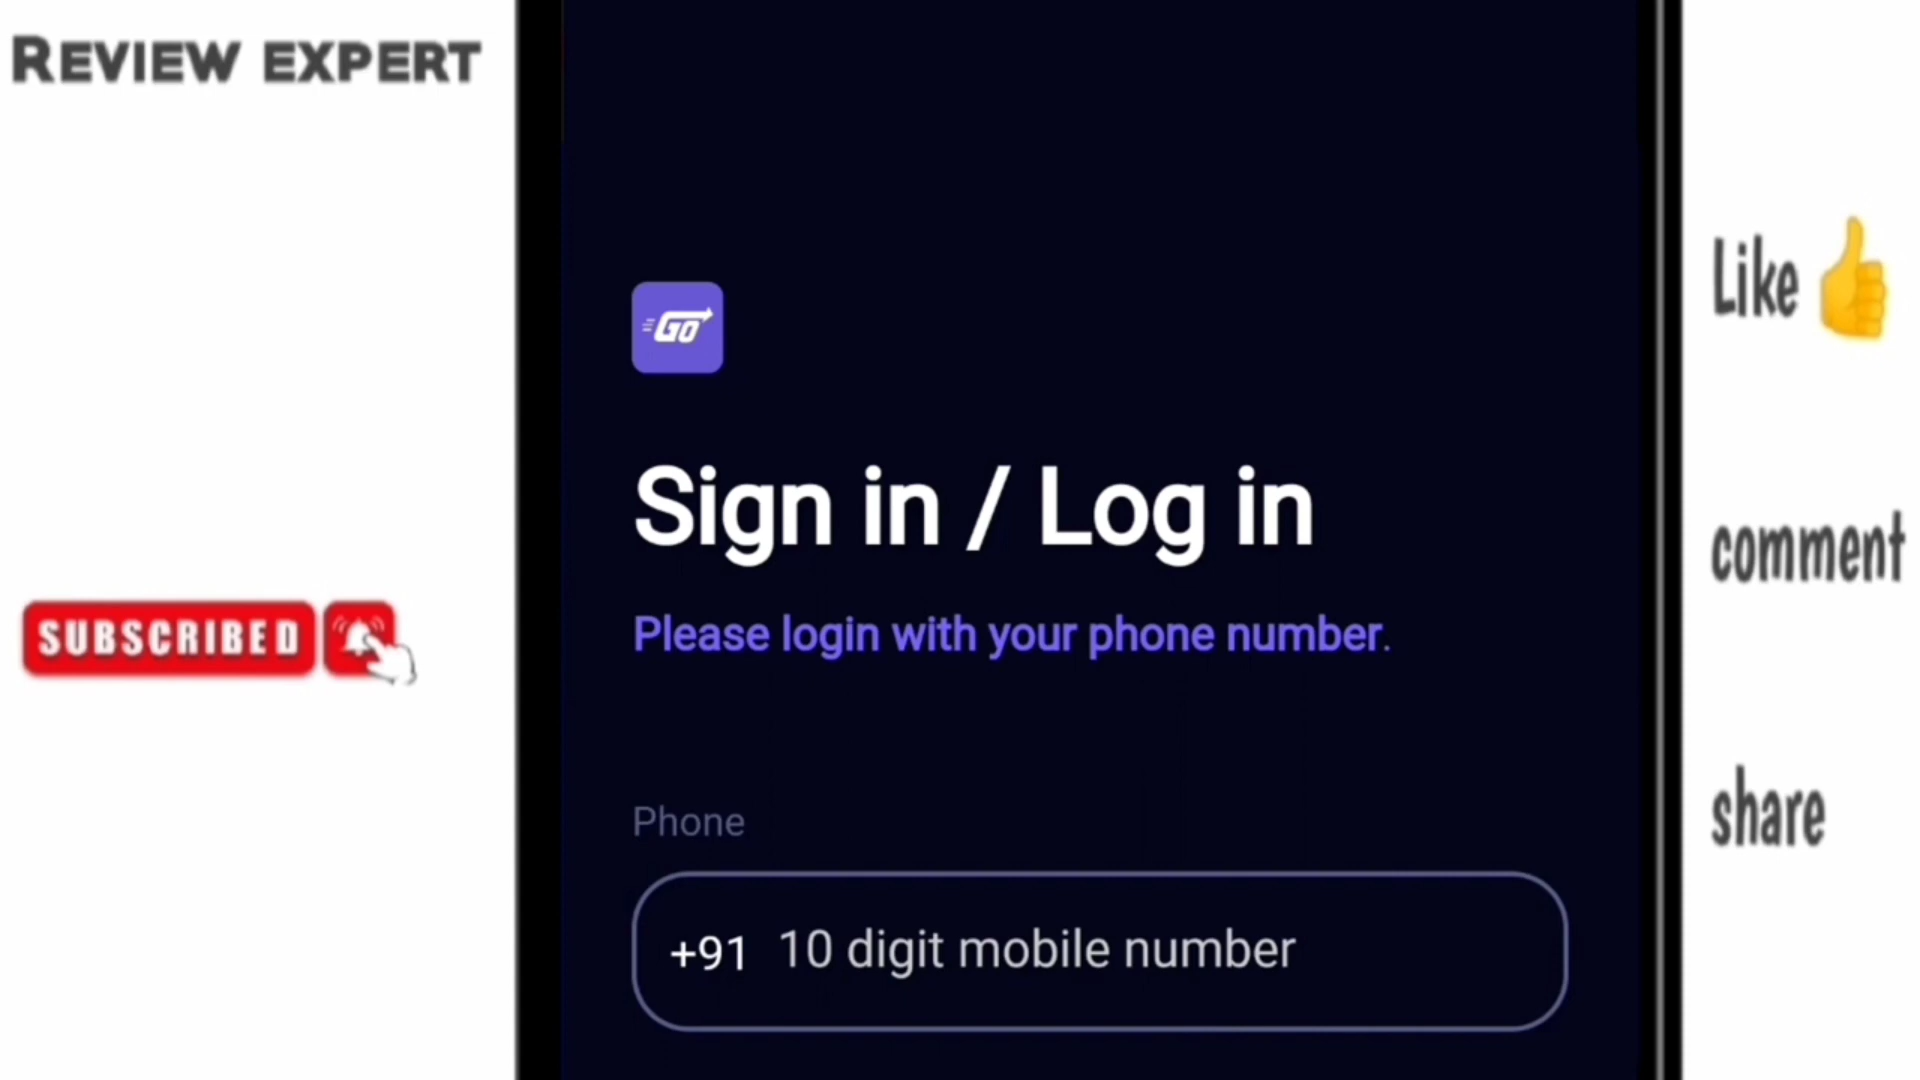 REVIEW EXPERT
GO
Sign in / Log in
Please login with your phone number.
Phone
+91 10 digit mobile number
SUBSCRIBED
Like
comment
share